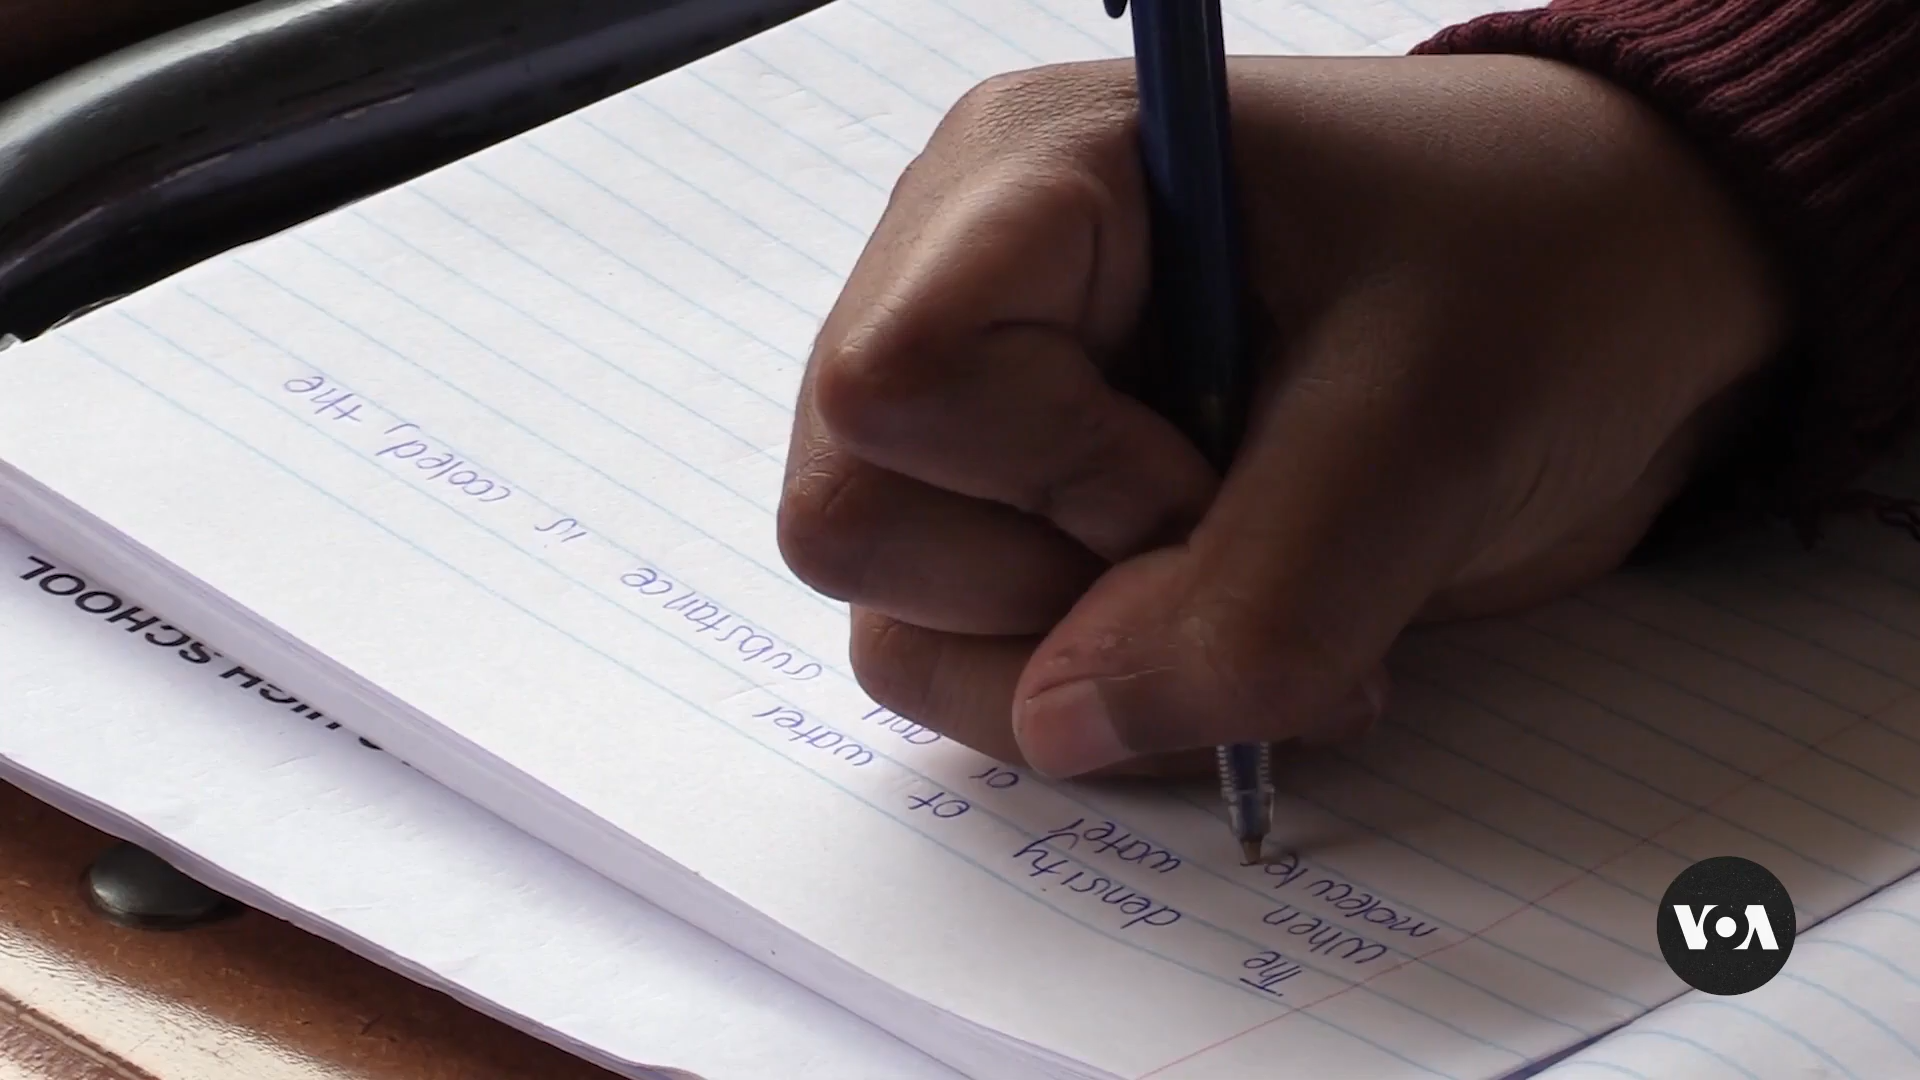 The density of water
When water or any substance is cooled, the
molecule
HIGH SCHOOL
VOA